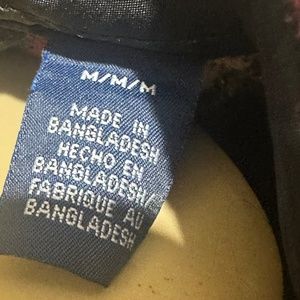 M/M/M
MADE IN
BANGLADESH
HECHO EN
BANGLADESH/
FABRIQUE AU
BANGLADESH